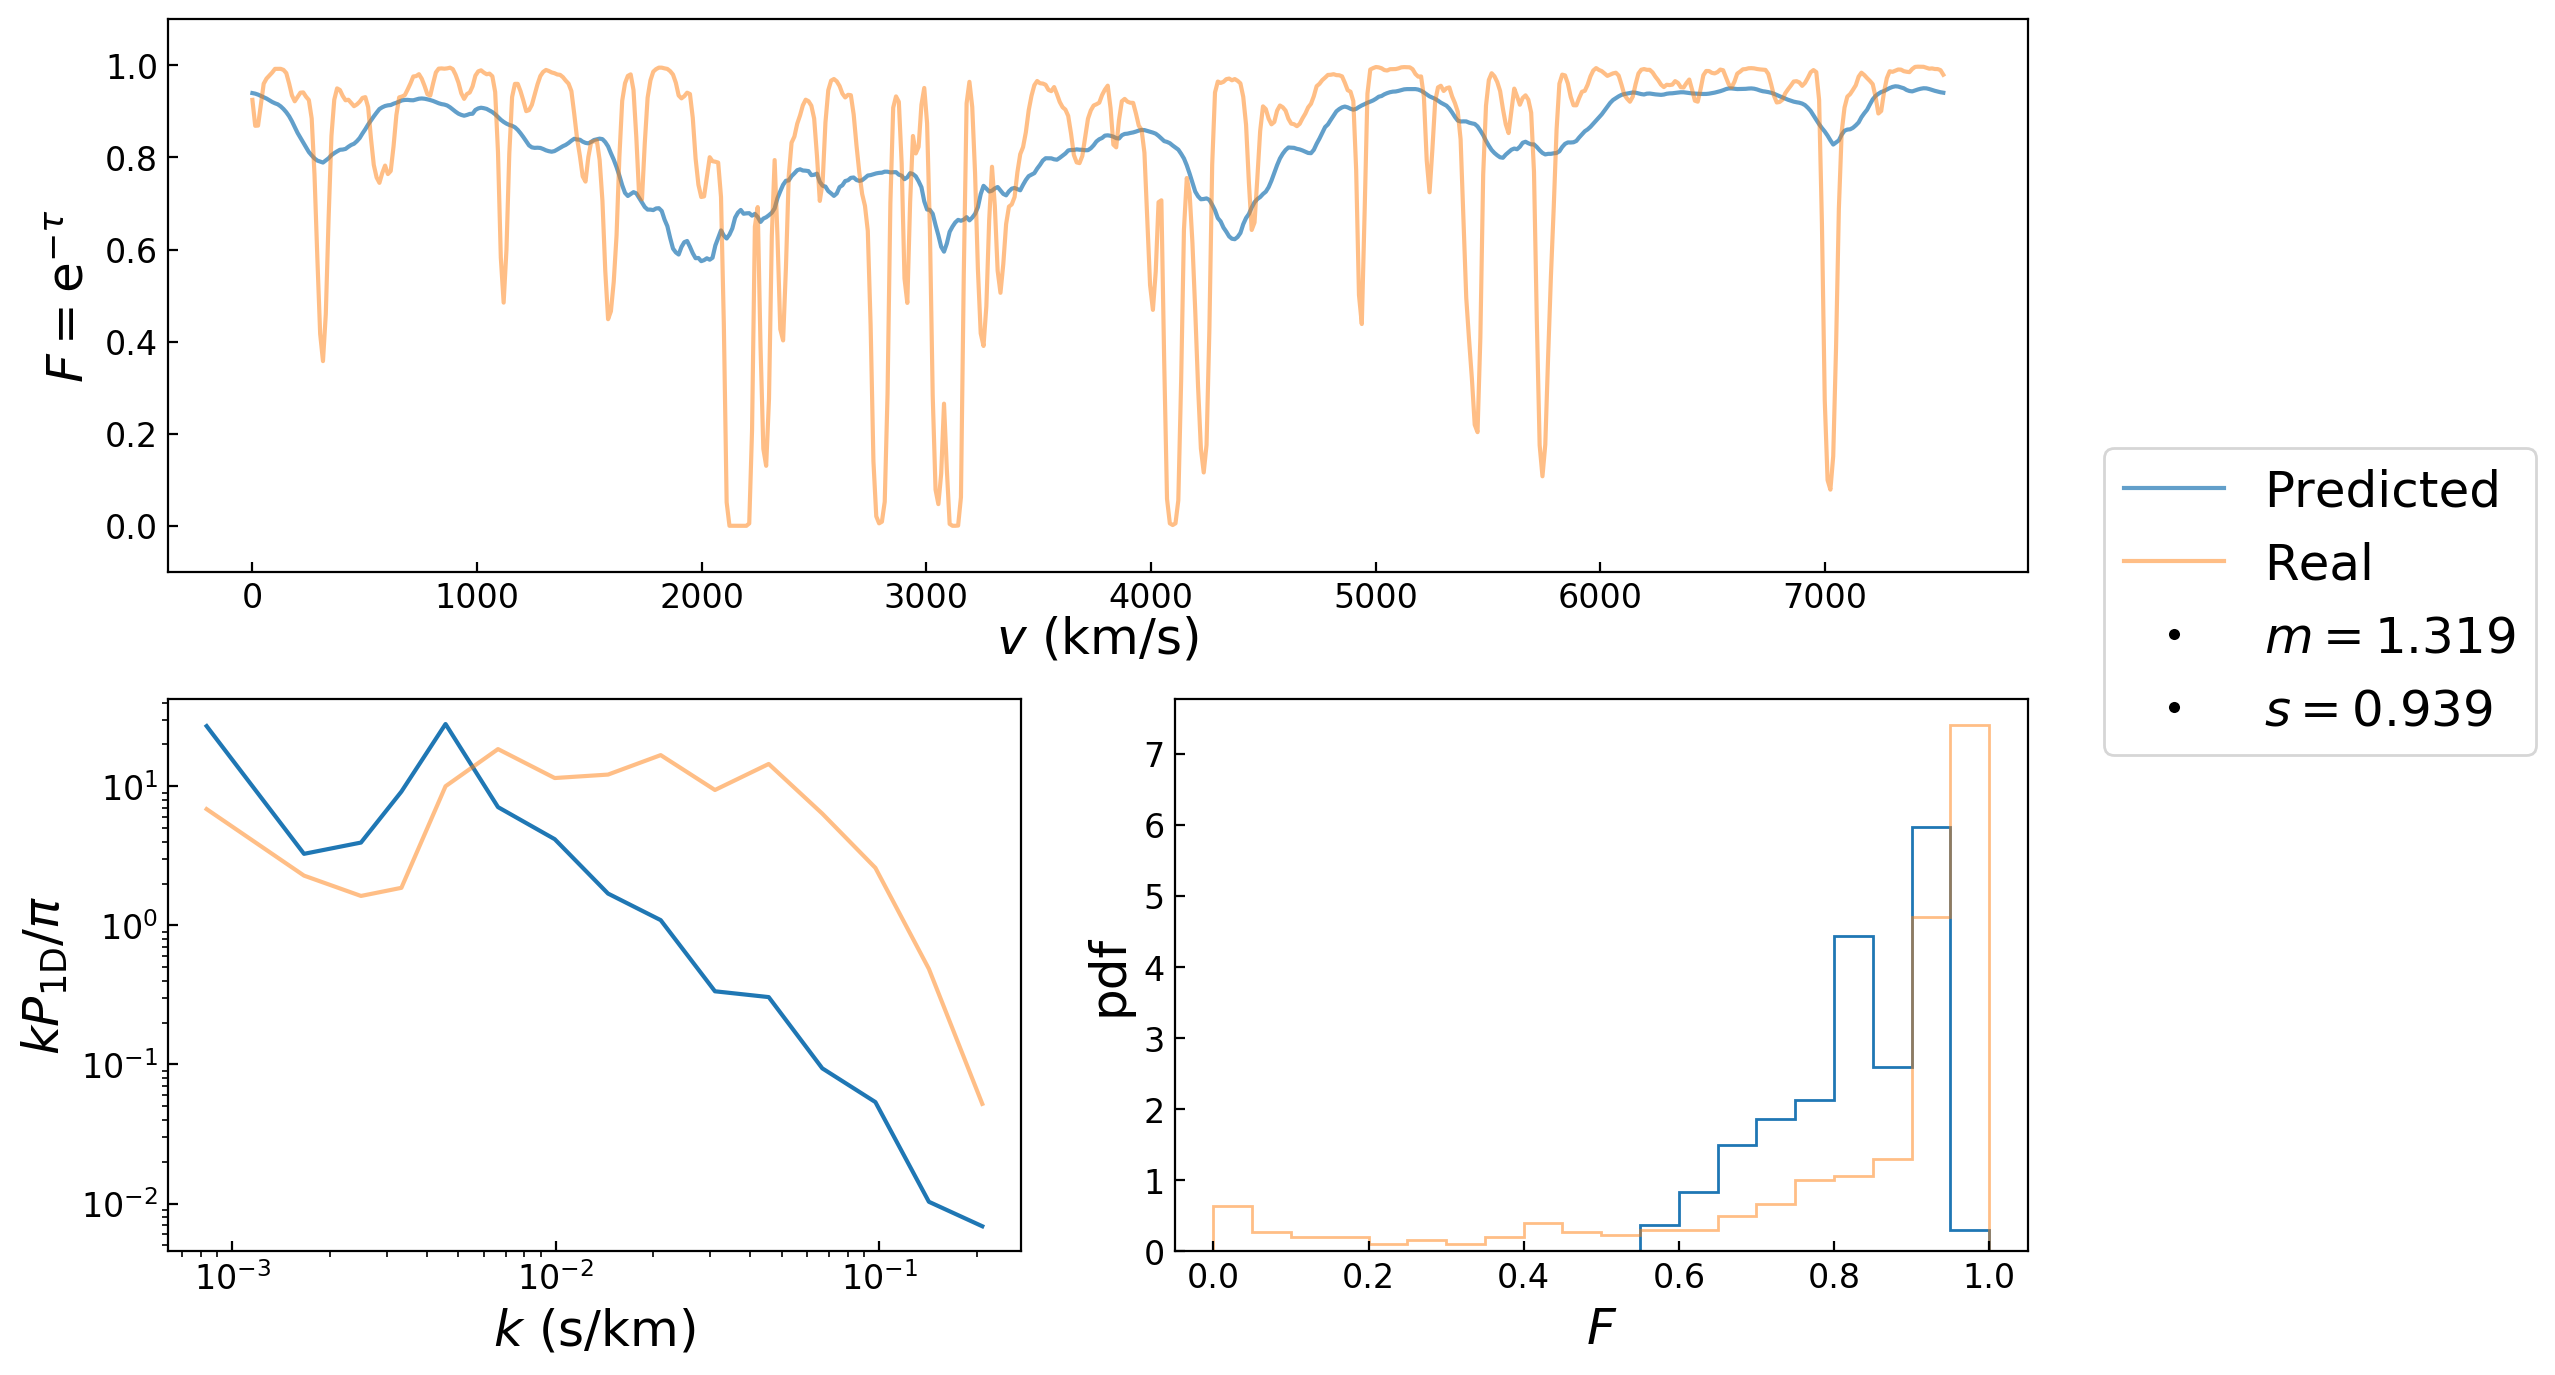 F = e^{−τ}
1.0
0.8
0.6
0.4
0.2
0.0
0 1000 2000 3000 4000 5000 6000 7000
v (km/s)
Predicted
Real
m = 1.319
s = 0.939
kP_{1D}/π
10^1
10^0
10^{−1}
10^{−2}
10^{−3} 10^{−2} 10^{−1}
k (s/km)
pdf
7
6
5
4
3
2
1
0
0.0 0.2 0.4 0.6 0.8 1.0
F